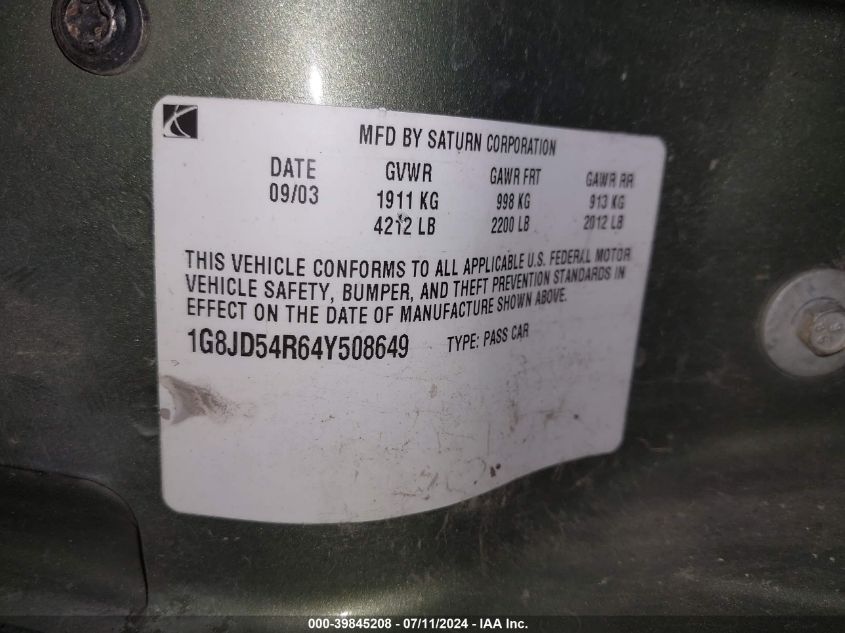 MFD BY SATURN CORPORATION
DATE GVWR GAWR FRT GAWR RR
09/03 1911 KG 998 KG 913 KG
4212 LB 2200 LB 2012 LB
THIS VEHICLE CONFORMS TO ALL APPLICABLE U.S. FEDERAL MOTOR
VEHICLE SAFETY, BUMPER, AND THEFT PREVENTION STANDARDS IN
EFFECT ON THE DATE OF MANUFACTURE SHOWN ABOVE.
1G8JD54R64Y508649 TYPE: PASS CAR
000-39845208 - 07/11/2024 - IAA Inc.